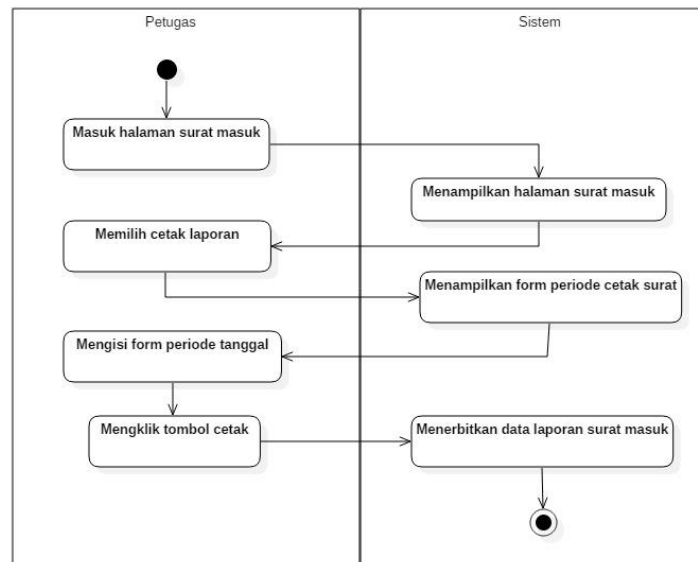 Petugas
Sistem
Masuk halaman surat masuk
Menampilkan halaman surat masuk
Memilih cetak laporan
Menampilkan form periode cetak surat
Mengisi form periode tanggal
Mengklik tombol cetak
Menerbitkan data laporan surat masuk